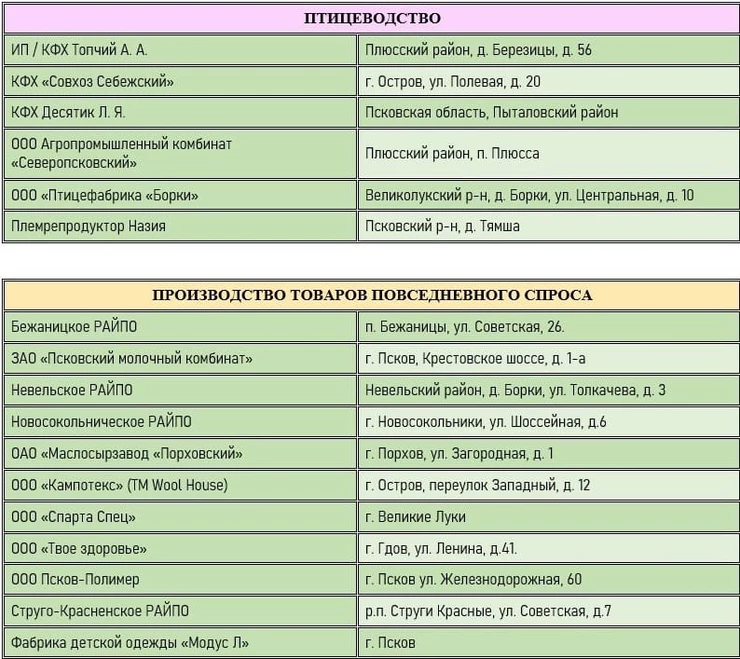 ПТИЦЕВОДСТВО
ИП / КФХ Топчий А. А. Плюсский район, д. Березицы, д. 56
КФХ «Совхоз Себежский» г. Остров, ул. Полевая, д. 20
КФХ Десятик Л. Я. Псковская область, Пыталовский район
ООО Агропромышленный комбинат
«Северопсковский» Плюсский район, п. Плюсса
ООО «Птицефабрика «Борки» Великолукский р-н, д. Борки, ул. Центральная, д. 10
Племрепродуктор Назия Псковский р-н, д. Тямша
ПРОИЗВОДСТВО ТОВАРОВ ПОВСЕДНЕВНОГО СПРОСА
Бежаницкое РАЙПО п. Бежаницы, ул. Советская, 26.
ЗАО «Псковский молочный комбинат» г. Псков, Крестовское шоссе, д. 1-а
Невельское РАЙПО Невельский район, д. Борки, ул. Толкачева, д. 3
Новосокольническое РАЙПО г. Новосокольники, ул. Шоссейная, д.6
ОАО «Маслосырзавод «Порховский» г. Порхов, ул. Загородная, д. 1
ООО «Кампотекс» (ТМ Wool House) г. Остров, переулок Западный, д. 12
ООО «Спарта Спец» г. Великие Луки
ООО «Твое здоровье» г. Гдов, ул. Ленина, д.41.
ООО Псков-Полимер г. Псков ул. Железнодорожная, 60
Струго-Красненское РАЙПО р.п. Струги Красные, ул. Советская, д.7
Фабрика детской одежды «Модус Л» г. Псков